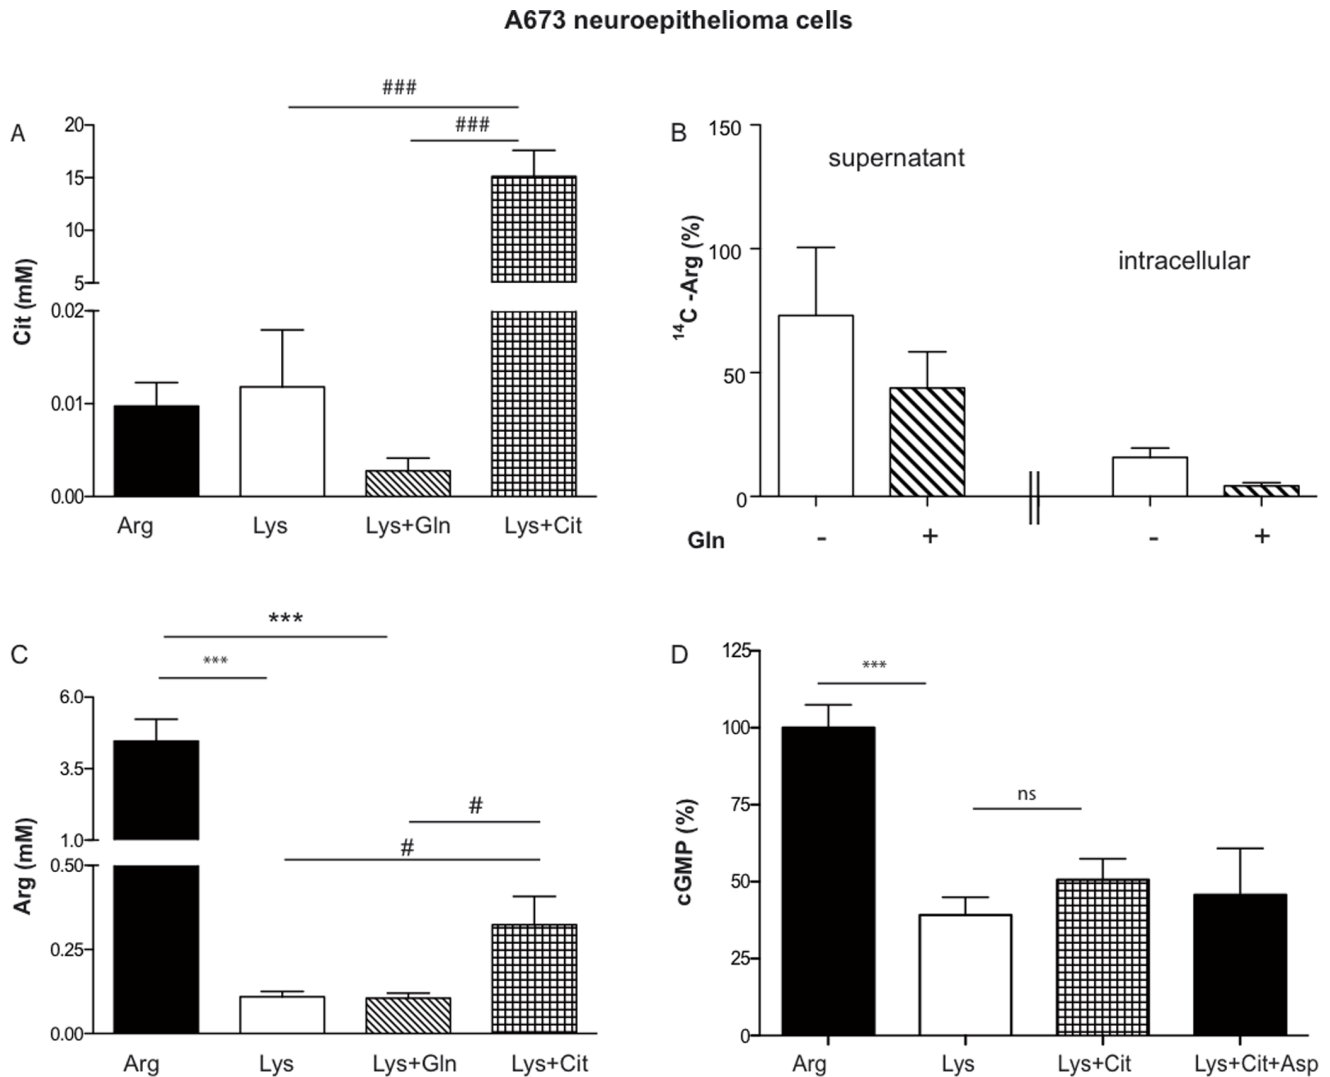 A673 neuroepithelioma cells
A
###
###
20
15
10
5
0.02
0.01
0.00
Cit (mM)
Arg
Lys
Lys+Gln
Lys+Cit
B
150
100
50
0
14C -Arg (%)
supernatant
intracellular
Gln
-
+
-
+
C
***
***
#
#
6.0
3.5
1.0
0.50
0.25
0.00
Arg (mM)
Arg
Lys
Lys+Gln
Lys+Cit
D
***
ns
125
100
75
50
25
0
cGMP (%)
Arg
Lys
Lys+Cit
Lys+Cit+Asp